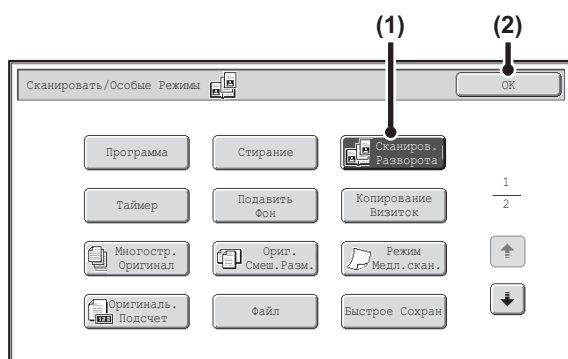 (1) (2)
Сканировать/Особые Режимы OK
Программа Стирание Сканиров.
Разворота
Таймер Подавить
Фон Копирование
Визиток
1
2
Многостр.
Оригинал Ориг.
Смеш.Разм. Режим
Медл.скан.
Оригиналь.
Подсчет
123
Файл Быстрое Сохран